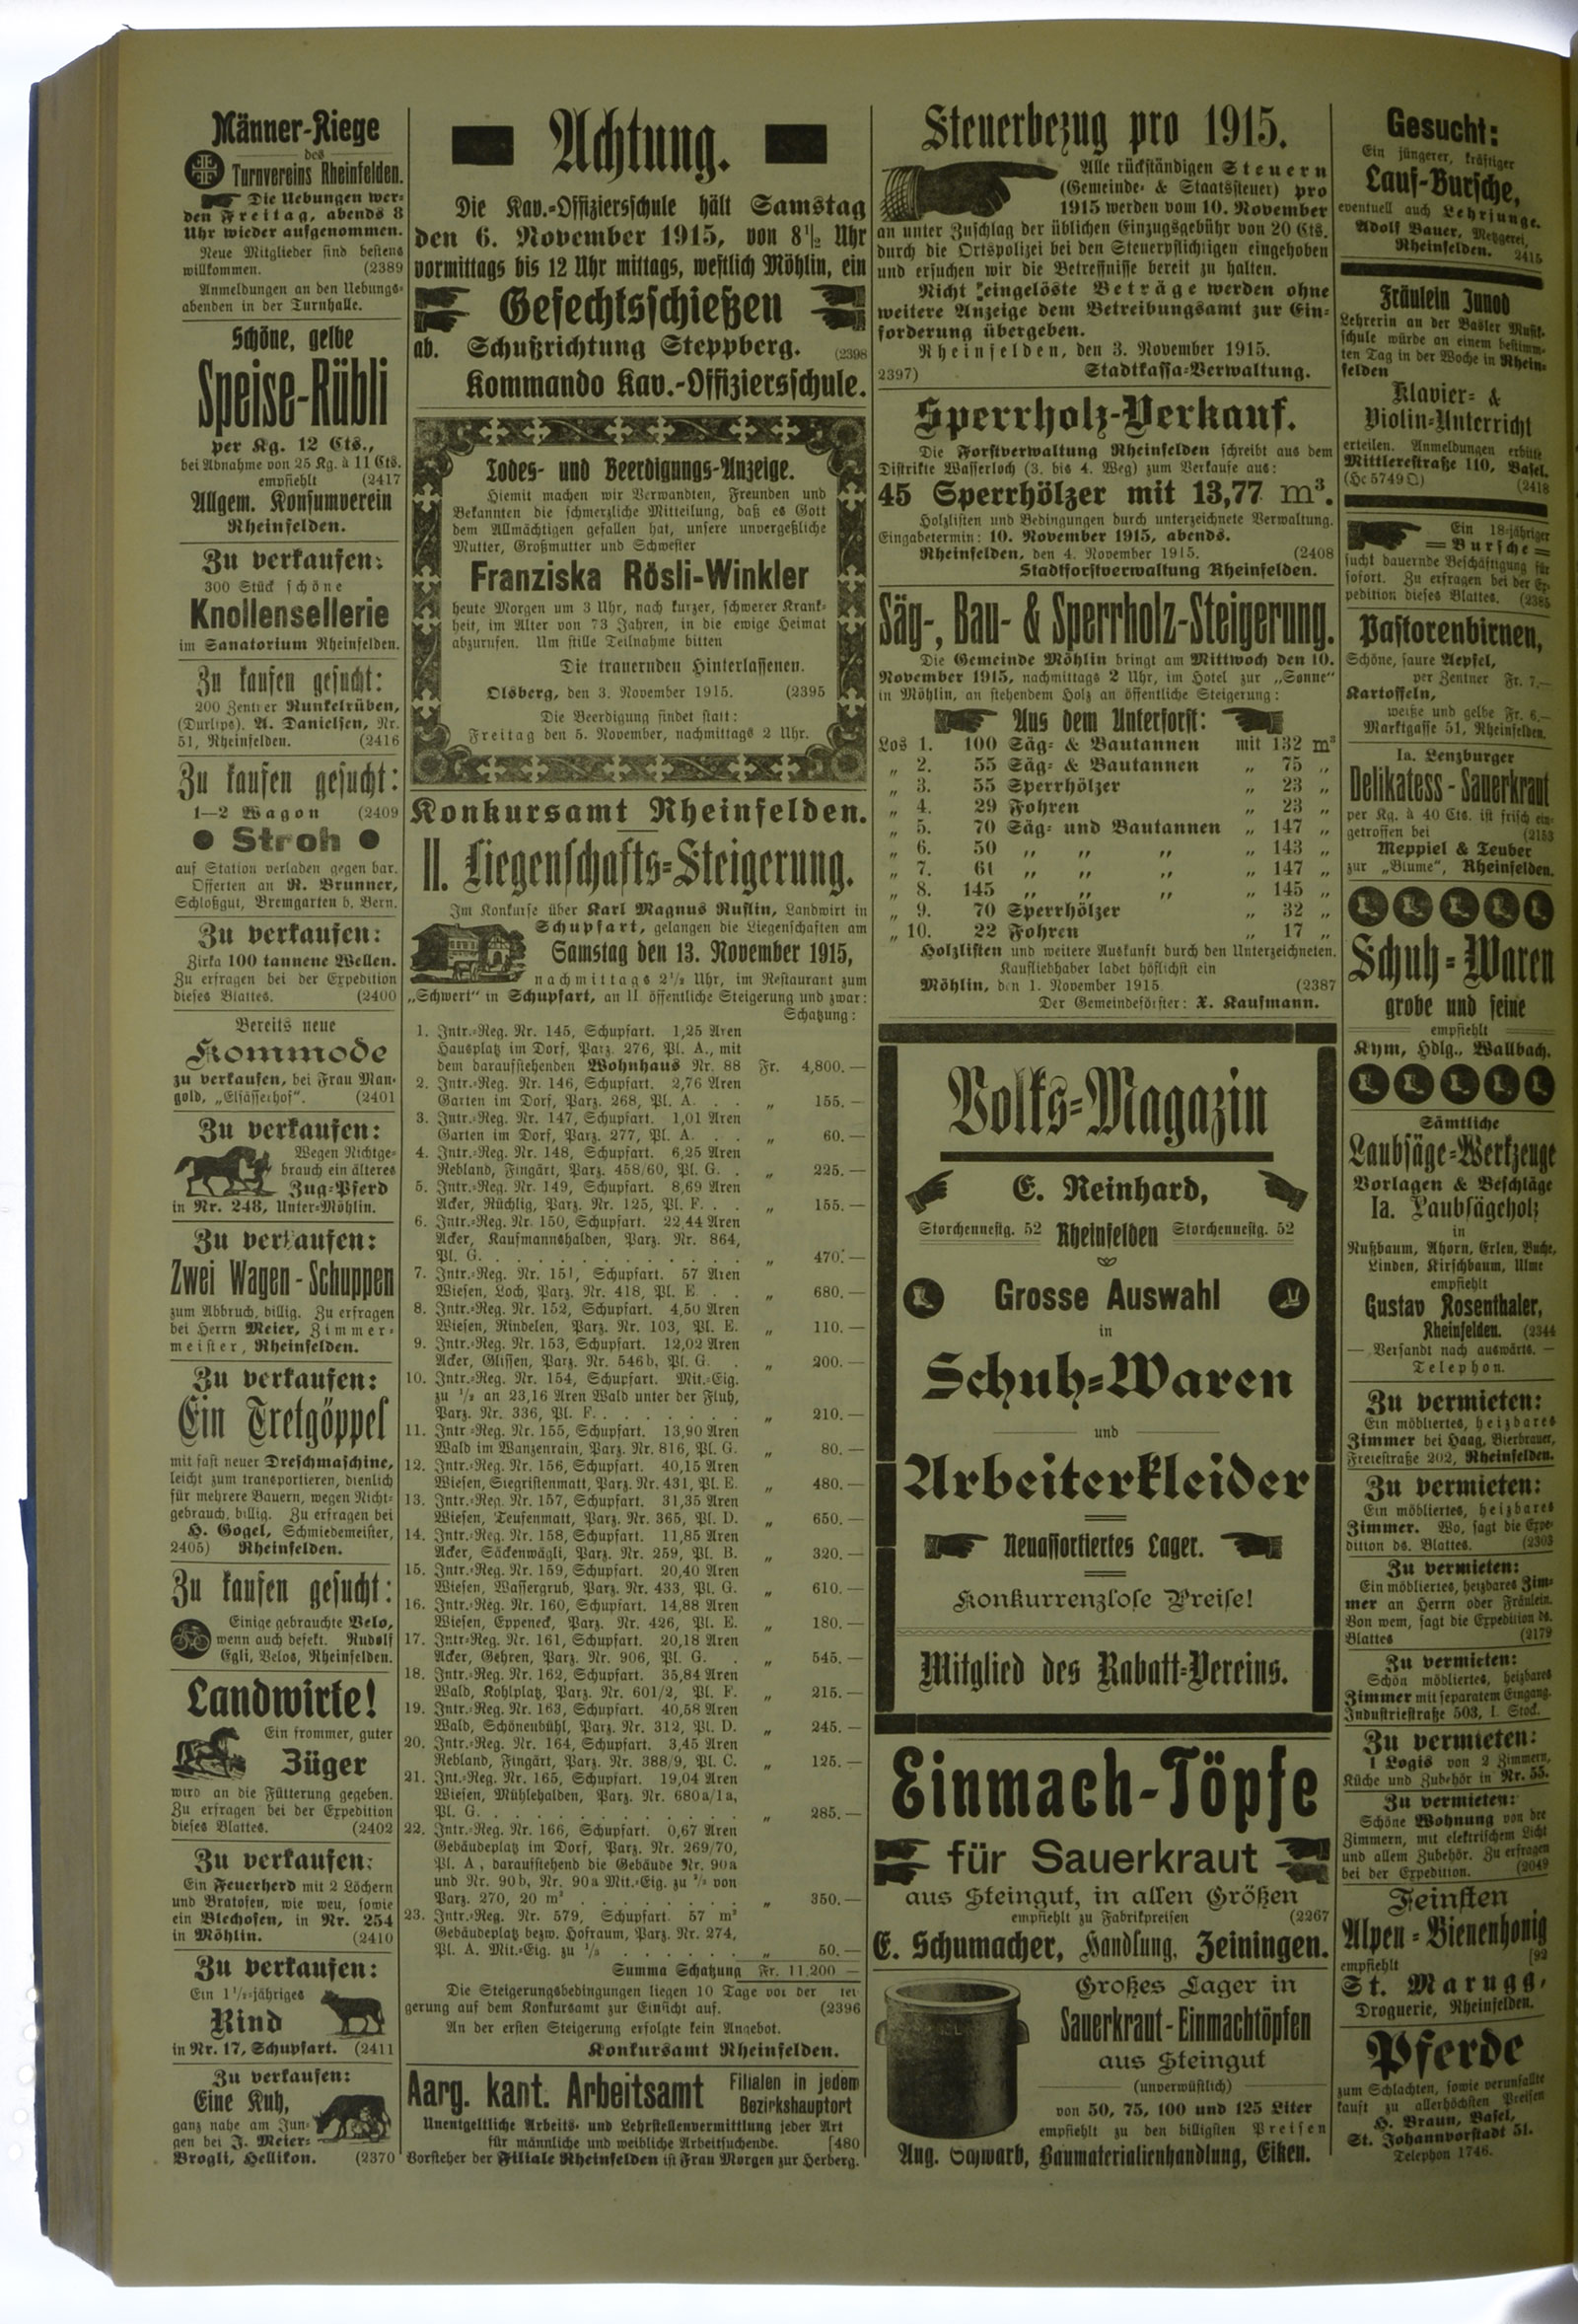 Männer-Riege
des
Turnvereins Rheinfelden.
Die Uebungen wer-
den Freitag, abends 8
Uhr wieder aufgenommen.
Neue Mitglieder sind bestens
willkommen. (2389
Anmeldungen an den Uebungs-
abenden in der Turnhalle.
Schöne, gelbe
Speise-Rübli
per Kg. 12 Cts.,
bei Abnahme von 25 Kg. à 11 Cts.
empfiehlt (2417
Allgem. Konsumverein
Rheinfelden.
Zu verkaufen:
300 Stück schöne
Knollensellerie
im Sanatorium Rheinfelden.
Zu kaufen gesucht:
200 Zentner Runkelrüben,
(Durlips). A. Danielsen, Nr.
51, Rheinfelden. (2416
Zu kaufen gesucht:
1—2 Wagon (2409
Stroh
auf Station verladen gegen bar.
Offerten an R. Brunner,
Schloßgut, Bremgarten b. Bern.
Zu verkaufen:
Zirka 100 tannene Wellen.
Zu erfragen bei der Expedition
dieses Blattes. (2400
Bereits neue
Kommode
zu verkaufen, bei Frau Man-
gold, „Elsässerhof“. (2401
Zu verkaufen:
Wegen Nichtge-
brauch ein älteres
Zug-Pferd
in Nr. 248, Unter-Möhlin.
Zu verkaufen:
Zwei Wagen-Schuppen
zum Abbruch, billig. Zu erfragen
bei Herrn Meier, Zimmer-
meister, Rheinfelden.
Zu verkaufen:
Ein Tretgöppel
mit fast neuer Dreschmaschine,
leicht zum transportieren, dienlich
für mehrere Bauern, wegen Nicht-
gebrauch, billig. Zu erfragen bei
H. Gogel, Schmiedemeister,
2405) Rheinfelden.
Zu kaufen gesucht:
Einige gebrauchte Velo,
wenn auch defekt. Rudolf
Egli, Velos, Rheinfelden.
Landwirte!
Ein frommer, guter
Züger
wird an die Fütterung gegeben.
Zu erfragen bei der Expedition
dieses Blattes. (2402
Zu verkaufen:
Ein Feuerherd mit 2 Löchern
und Bratofen, wie weu, sowie
ein Blechofen, in Nr. 254
in Möhlin. (2410
Zu verkaufen:
Ein 1½-jähriges
Rind
in Nr. 17, Schupfart. (2411
Zu verkaufen:
Eine Kuh,
ganz nahe am Jun-
gen bei J. Meier-
Brogli, Hellikon. (2370
Achtung.
Die Kav.-Offiziersschule hält Samstag
den 6. November 1915, von 8½ Uhr
vormittags bis 12 Uhr mittags, westlich Möhlin, ein
Gefechtsschießen
ab. Schußrichtung Steppberg. (2398
Kommando Kav.-Offiziersschule.
Todes- und Beerdigungs-Anzeige.
Hiemit machen wir Verwandten, Freunden und
Bekannten die schmerzliche Mitteilung, daß es Gott
dem Allmächtigen gefallen hat, unsere unvergeßliche
Mutter, Großmutter und Schwester
Franziska Rösli-Winkler
heute Morgen um 3 Uhr, nach kurzer, schwerer Krank-
heit, im Alter von 73 Jahren, in die ewige Heimat
abzurufen. Um stille Teilnahme bitten
Die trauernden Hinterlassenen.
Olsberg, den 3. November 1915. (2395
Die Beerdigung findet statt:
Freitag den 5. November, nachmittags 2 Uhr.
Konkursamt Rheinfelden.
II. Liegenschafts-Steigerung.
Im Konkurse über Karl Magnus Ruflin, Landwirt in
Schupfart, gelangen die Liegenschaften am
Samstag den 13. November 1915,
nachmittags 2½ Uhr, im Restaurant zum
„Schwert“ in Schupfart, an II. öffentliche Steigerung und zwar:
Schatzung:
1. Intr.-Reg. Nr. 145, Schupfart. 1,25 Aren
Hausplatz im Dorf, Parz. 276, Pl. A., mit
dem daraufstehenden Wohnhaus Nr. 88 Fr. 4,800.—
2. Intr.-Reg. Nr. 146, Schupfart. 2,76 Aren
Garten im Dorf, Parz. 268, Pl. A. . . „ 155.—
3. Intr.-Reg. Nr. 147, Schupfart. 1,01 Aren
Garten im Dorf, Parz. 277, Pl. A. . . „ 60.—
4. Intr.-Reg. Nr. 148, Schupfart. 6,25 Aren
Rebland, Fingärt, Parz. 458/60, Pl. G. . „ 225.—
5. Intr.-Reg. Nr. 149, Schupfart. 8,69 Aren
Acker, Rüchlig, Parz. Nr. 125, Pl. F. . . „ 155.—
6. Intr.-Reg. Nr. 150, Schupfart. 22,44 Aren
Acker, Kaufmannshalden, Parz. Nr. 864,
Pl. G. . . . . . . . . . . „ 470.—
7. Intr.-Reg. Nr. 151, Schupfart. 57 Aren
Wiesen, Loch, Parz. Nr. 418, Pl. E. . . „ 680.—
8. Intr.-Reg. Nr. 152, Schupfart. 4,50 Aren
Wiesen, Rindelen, Parz. Nr. 103, Pl. E. „ 110.—
9. Intr.-Reg. Nr. 153, Schupfart. 12,02 Aren
Acker, Glissen, Parz. Nr. 546b, Pl. G. . „ 200.—
10. Intr.-Reg. Nr. 154, Schupfart. Mit.-Eig.
zu ½ an 23,16 Aren Wald unter der Fluh,
Parz. Nr. 336, Pl. F. . . . . . . „ 210.—
11. Intr.-Reg. Nr. 155, Schupfart. 13,90 Aren
Wald im Wanzenrain, Parz. Nr. 816, Pl. G. „ 80.—
12. Intr.-Reg. Nr. 156, Schupfart. 40,15 Aren
Wiesen, Siegristenmatt, Parz. Nr. 431, Pl. E. „ 480.—
13. Intr.-Reg. Nr. 157, Schupfart. 31,35 Aren
Wiesen, Teufenmatt, Parz. Nr. 365, Pl. D. „ 650.—
14. Intr.-Reg. Nr. 158, Schupfart. 11,85 Aren
Acker, Säckenwägli, Parz. Nr. 259, Pl. B. „ 320.—
15. Intr.-Reg. Nr. 159, Schupfart. 20,40 Aren
Wiesen, Wassergrub, Parz. Nr. 433, Pl. G. „ 610.—
16. Intr.-Reg. Nr. 160, Schupfart. 14,88 Aren
Wiesen, Eppeneck, Parz. Nr. 426, Pl. E. „ 180.—
17. Intr-Reg. Nr. 161, Schupfart. 20,18 Aren
Acker, Gehren, Parz. Nr. 906, Pl. G. . „ 545.—
18. Intr.-Reg. Nr. 162, Schupfart. 35,84 Aren
Wald, Kohlplatz, Parz. Nr. 601/2, Pl. F. „ 215.—
19. Intr.-Reg. Nr. 163, Schupfart. 40,58 Aren
Wald, Schönenbühl, Parz. Nr. 312, Pl. D. „ 245.—
20. Intr.-Reg. Nr. 164, Schupfart. 3,45 Aren
Rebland, Fingärt, Parz. Nr. 388/9, Pl. C. „ 125.—
21. Int.-Reg. Nr. 165, Schupfart. 19,04 Aren
Wiesen, Mühlehalden, Parz. Nr. 680a/1a,
Pl. G. . . . . . . . . . . „ 285.—
22. Intr.-Reg. Nr. 166, Schupfart. 0,67 Aren
Gebäudeplatz im Dorf, Parz. Nr. 269/70,
Pl. A, daraufstehend die Gebäude Nr. 90a
und Nr. 90b, Nr. 90a Mit.-Eig. zu von
Parz. 270, 20 m² . . . . . . . „ 350.—
23. Intr.-Reg. Nr. 579, Schupfart. 57 m²
Gebäudeplatz bezw. Hofraum, Parz. Nr. 274,
Pl. A. Mit.-Eig. zu ½ . . . . . . „ 50.—
Summa Schatzung Fr. 11,200 —
Die Steigerungsbedingungen liegen 10 Tage vor der
gerung auf dem Konkursamt zur Einsicht auf. (2396
An der ersten Steigerung erfolgte kein Angebot.
Konkursamt Rheinfelden.
Aarg. kant. Arbeitsamt Filialen in jedem
Bezirkshauptort
Unentgeltliche Arbeits- und Lehrstellenvermittlung jeder Art
für männliche und weibliche Arbeitsuchende. [480
Vorsteher der Filiale Rheinfelden ist Frau Morgen zur Herberg.
Steuerbezug pro 1915.
Alle rückständigen Steuern
(Gemeinde- & Staatssteuer) pro
1915 werden vom 10. November
an unter Zuschlag der üblichen Einzugsgebühr von 20 Cts.
durch die Ortspolizei bei den Steuerpflichtigen eingehoben
und ersuchen wir die Betreffnisse bereit zu halten.
Nicht eingelöste Beträge werden ohne
weitere Anzeige dem Betreibungsamt zur Ein-
forderung übergeben.
Rheinfelden, den 3. November 1915.
2397) Stadtkassa-Verwaltung.
Sperrholz-Verkauf.
Die Forstverwaltung Rheinfelden schreibt aus dem
Distrikte Wasserloch (3. bis 4. Weg) zum Verkaufe aus:
45 Sperrhölzer mit 13,77 m³.
Holzlisten und Bedingungen durch unterzeichnete Verwaltung.
Eingabetermin: 10. November 1915, abends.
Rheinfelden, den 4. November 1915. (2408
Stadtforstverwaltung Rheinfelden.
Säg-, Bau- & Sperrholz-Steigerung.
Die Gemeinde Möhlin bringt am Mittwoch den 10.
November 1915, nachmittags 2 Uhr, im Hotel zur „Sonne“
in Möhlin, an stehendem Holz an öffentliche Steigerung:
Aus dem Unterforst:
Los 1. 100 Säg- & Bautannen mit 132 m³
„ 2. 55 Säg- & Bautannen „ 75 „
„ 3. 55 Sperrhölzer „ 23 „
„ 4. 29 Fohren „ 23 „
„ 5. 70 Säg- und Bautannen „ 147 „
„ 6. 50 „ „ „ „ 143 „
„ 7. 61 „ „ „ „ 147 „
„ 8. 145 „ „ „ „ 145 „
„ 9. 70 Sperrhölzer „ 32 „
„ 10. 22 Fohren „ 17 „
Holzlisten und weitere Auskunft durch den Unterzeichneten.
Kaufliebhaber ladet höflichst ein
Möhlin, den 1. November 1915. (2387
Der Gemeindeförster: X. Kaufmann.
Volks-Magazin
E. Reinhard,
Storchennestg. 52 Rheinfelden Storchennestg. 52
Grosse Auswahl
in
Schuh-Waren
und
Arbeiterkleider
Neuassortiertes Lager.
Konkurrenzlose Preise!
Mitglied des Rabatt-Vereins.
Einmach-Töpfe
für Sauerkraut
aus Steingut, in allen Größen
empfiehlt zu Fabrikpreisen (2267
E. Schumacher, Handlung, Zeiningen.
Großes Lager in
Sauerkraut-Einmachtöpfen
aus Steingut
(unverwüstlich)
von 50, 75, 100 und 125 Liter
empfiehlt zu den billigsten Preisen
Aug. Schwarb, Baumaterialienhandlung, Eiken.
Gesucht:
Ein jüngerer, kräftiger
Lauf-Bursche,
eventuell auch Lehrjunge.
Adolf Bauer, Metzgerei,
Rheinfelden. 2415
Fräulein Junod
Lehrerin an der Basler Musik-
schule würde an einem bestimm-
ten Tag in der Woche in Rhein-
felden
Klavier- &
Violin-Unterricht
erteilen. Anmeldungen erbitte
Mittlerestraße 110, Basel.
(Hc 5749 Q) (2418
Ein 18-jähriger
Bursche
sucht dauernde Beschäftigung für
sofort. Zu erfragen bei der Ex-
pedition dieses Blattes. (2385
Pastorenbirnen,
Schöne, saure Aepfel,
per Zentner Fr. 7.—
Kartoffeln,
weiße und gelbe Fr. 6.—
Marktgasse 51, Rheinfelden.
Ia. Lenzburger
Delikatess-Sauerkraut
per Kg. à 40 Cts. ist frisch ein-
getroffen bei (2153
Meppiel & Teuber
zur „Blume“, Rheinfelden.
Schuh-Waren
grobe und feine
empfiehlt
Kym, Hdlg., Wallbach.
Sämtliche
Laubsäge-Werkzeuge
Vorlagen & Beschläge
Ia. Laubsägeholz
in
Nußbaum, Ahorn, Erlen, Buche,
Linden, Kirschbaum, Ulme
empfiehlt
Gustav Rosenthaler,
Rheinfelden. (2344
— Versandt nach auswärts. —
Telephon.
Zu vermieten:
Ein möbliertes, heizbares
Zimmer bei Haag, Bierbrauer,
Freiestraße 202, Rheinfelden.
Zu vermieten:
Ein möbliertes, heizbares
Zimmer. Wo, sagt die Expe-
dition ds. Blattes. (2303
Zu vermieten:
Ein möbliertes, heizbares Zim-
mer an Herrn oder Fräulein.
Von wem, sagt die Expedition ds.
Blattes (2179
Zu vermieten:
Schön möbliertes, heizbares
Zimmer mit separatem Eingang.
Industriestraße 503, I. Stock.
Zu vermieten:
1 Logis von 2 Zimmern,
Küche und Zubehör in Nr. 55.
Zu vermieten:
Schöne Wohnung von drei
Zimmern, mit elektrischem Licht
und allem Zubehör. Zu erfragen
bei der Expedition. (2049
Feinsten
Alpen-Bienenhonig
empfiehlt [92
St. Marugg,
Droguerie, Rheinfelden.
Pferde
zum Schlachten, sowie verunfallte
kauft zu allerhöchsten Preisen
H. Braun, Basel,
St. Johannvorstadt 51.
Telephon 1746.